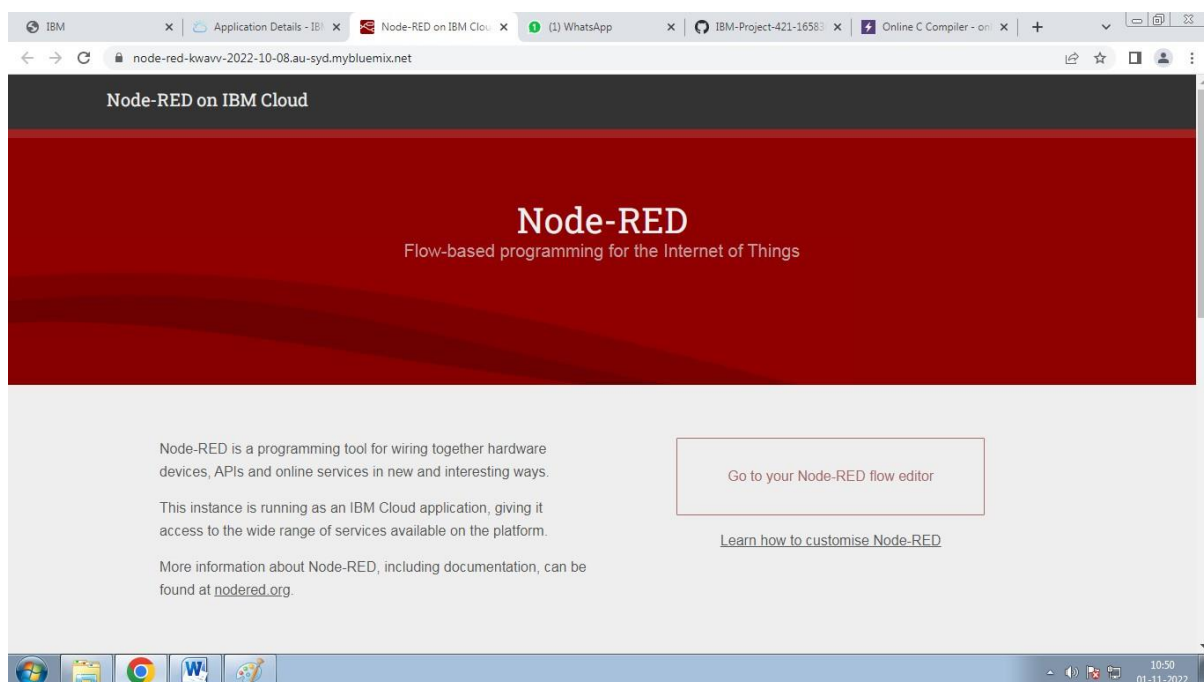 IBM
Application Details - IB
Node-RED on IBM Clou
(1) WhatsApp
IBM-Project-421-16583
Online C Compiler - on
node-red-kwavv-2022-10-08.au-syd.mybluemix.net
Node-RED on IBM Cloud
Node-RED
Flow-based programming for the Internet of Things
Node-RED is a programming tool for wiring together hardware
devices, APIs and online services in new and interesting ways.
This instance is running as an IBM Cloud application, giving it
access to the wide range of services available on the platform.
More information about Node-RED, including documentation, can be
found at nodered.org.
Go to your Node-RED flow editor
Learn how to customise Node-RED
10:50
01-11-2022